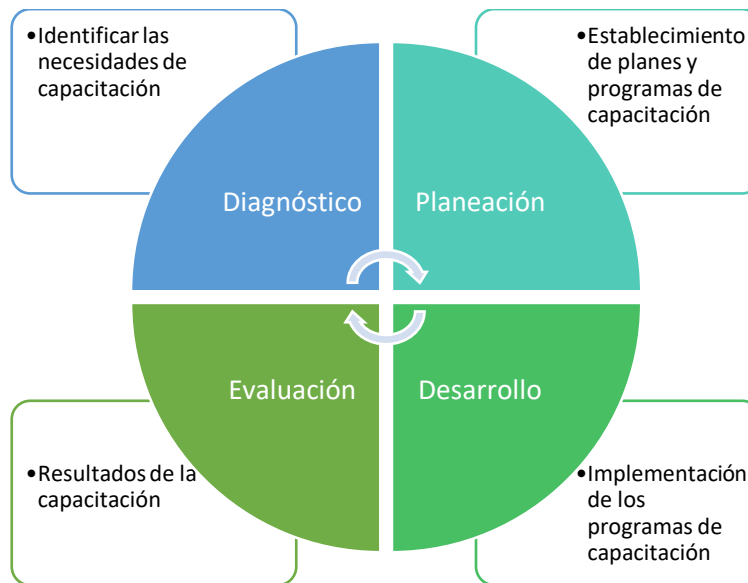 •Identificar las
necesidades de
capacitación
•Establecimiento
de planes y
programas de
capacitación
Diagnóstico
Planeación
Evaluación
Desarrollo
•Resultados de la
capacitación
•Implementación
de los
programas de
capacitación